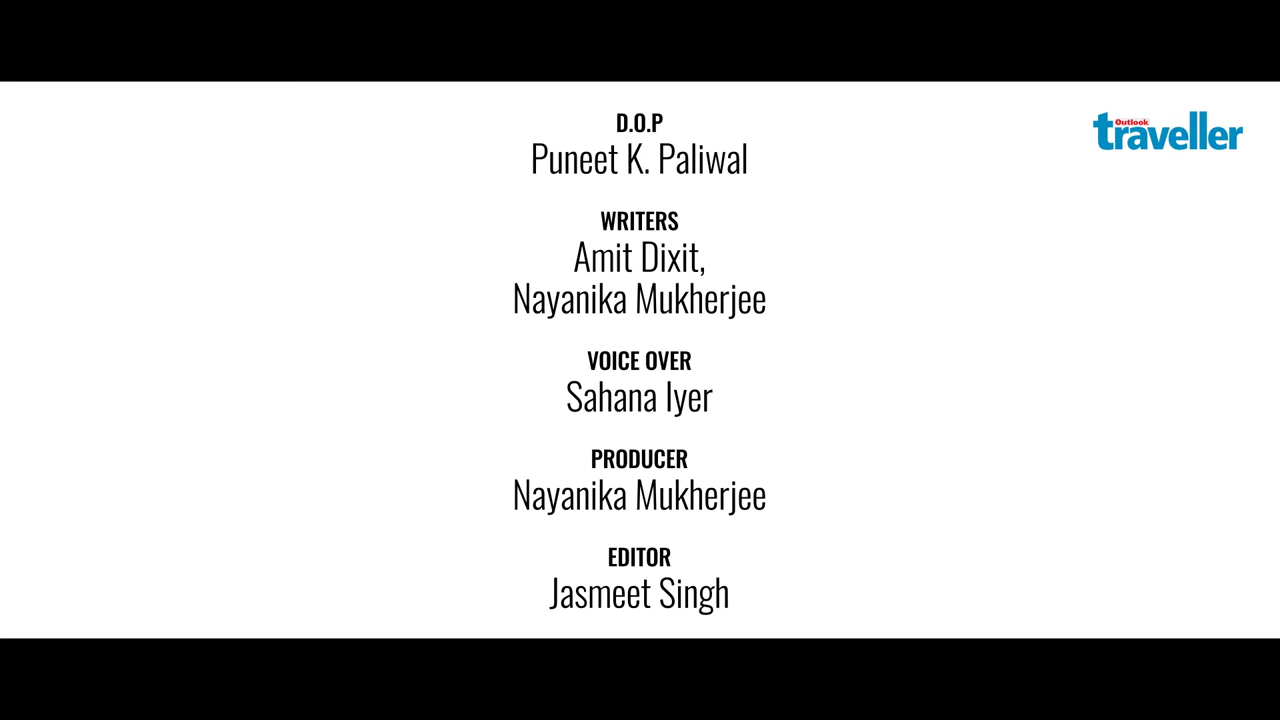 D.O.P
Puneet K. Paliwal
Outlook
traveller
WRITERS
Amit Dixit,
Nayanika Mukherjee
VOICE OVER
Sahana Iyer
PRODUCER
Nayanika Mukherjee
EDITOR
Jasmeet Singh